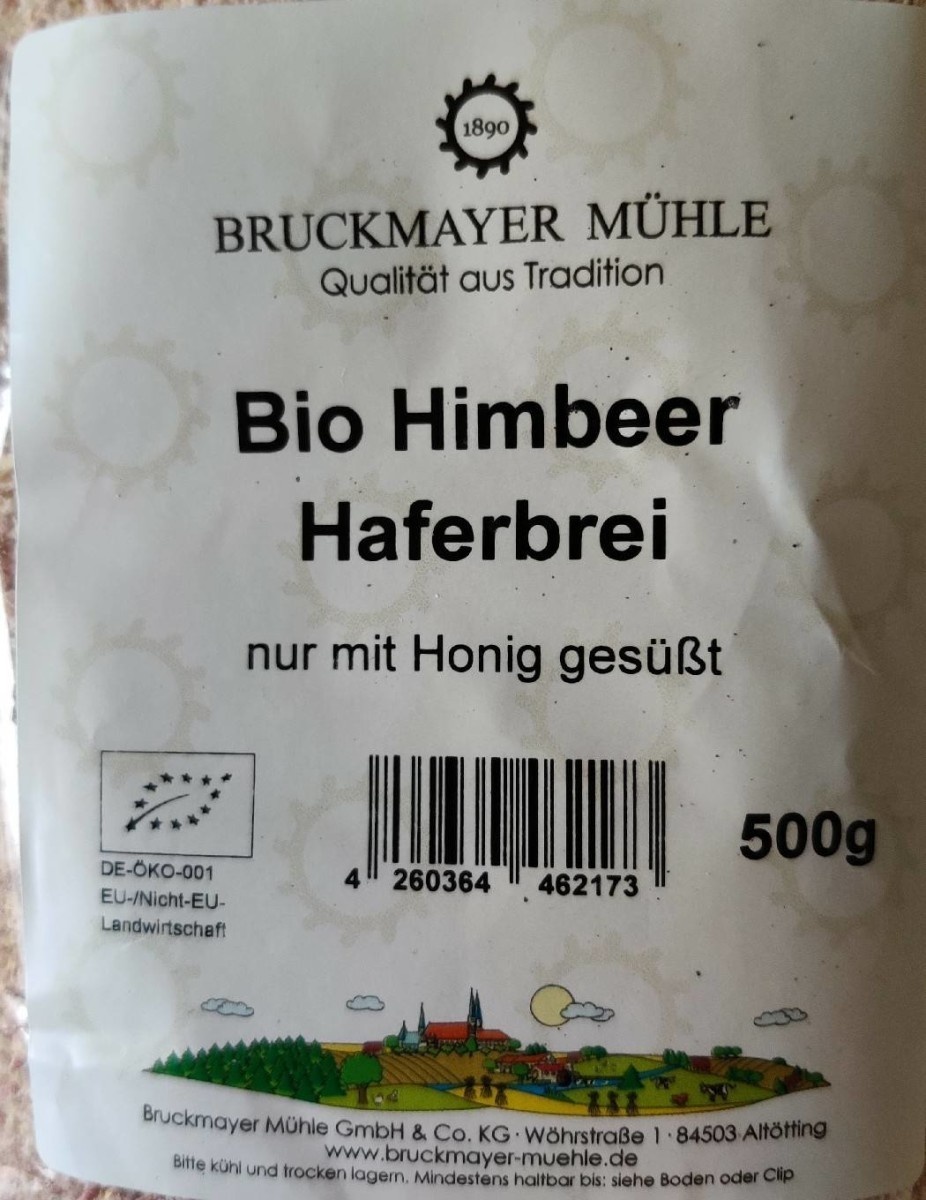 1890
BRUCKMAYER MÜHLE
Qualität aus Tradition
Bio Himbeer
Haferbrei
nur mit Honig gesüßt
DE-ÖKO-001
EU-/Nicht-EU-
Landwirtschaft
4 260364 462173
500g
Bruckmayer Mühle GmbH & Co. KG · Wöhrstraße 1 · 84503 Altötting
www.bruckmayer-muehle.de
Bitte kühl und trocken lagern. Mindestens haltbar bis: siehe Boden oder Clip